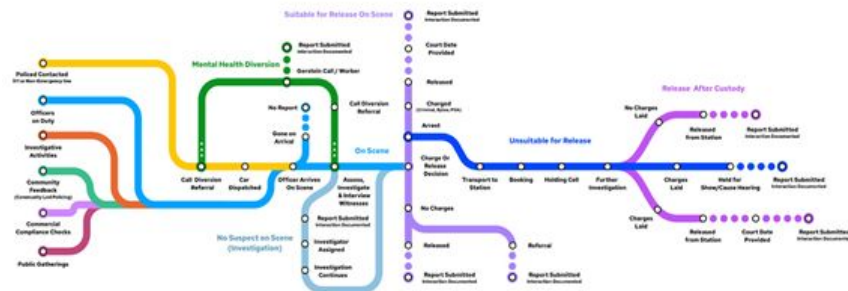 Suitable for Release On Scene
Report Submitted
Interaction Documented
Court Date
Provided
Released
Charged
Arrest
Mental Health Diversion
Report Submitted
Interaction Documented
Gerstein Call / Worker
Policed Contacted
Officers
on Duty
Investigative
Activities
Community
Feedback
(Community Led Policing)
Commercial
Compliance Checks
Public Gatherings
No Report
Gone on
Arrival
Call Diversion
Referral
On Scene
Call Diversion
Referral
Car
Dispatched
Officer Arrives
On Scene
Assess,
Investigate
& Interview
Witnesses
Charge Or
Release
Decision
No Suspect on Scene
(Investigation)
Report Submitted
Interaction Documented
Investigator
Assigned
Investigation
Continues
No Charges
Released
Referral
Report Submitted
Interaction Documented
Report Submitted
Interaction Documented
Unsuitable for Release
Transport to
Station
Booking
Holding Cell
Further
Investigation
Charges
Laid
Held for
Show/Cause Hearing
Report Submitted
Interaction Documented
Release After Custody
No Charges
Laid
Released
from Station
Report Submitted
Interaction Documented
Charges
Laid
Released
from Station
Court Date
Provided
Report Submitted
Interaction Documented